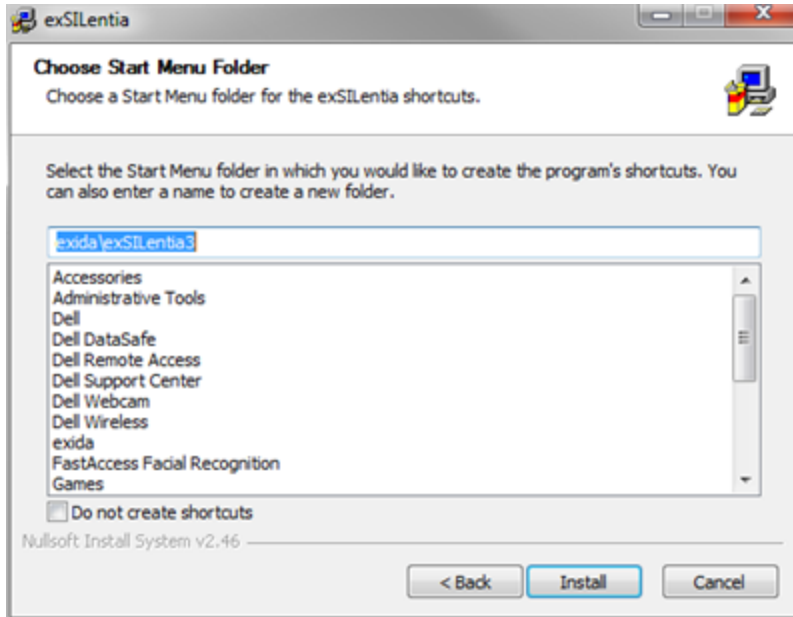 exSILentia
Choose Start Menu Folder
Choose a Start Menu folder for the exSILentia shortcuts.
Select the Start Menu folder in which you would like to create the program's shortcuts. You
can also enter a name to create a new folder.
exida\exSILentia3
Accessories
Administrative Tools
Dell
Dell DataSafe
Dell Remote Access
Dell Support Center
Dell Webcam
Dell Wireless
exida
FastAccess Facial Recognition
Games
Do not create shortcuts
Nullsoft Install System v2.46
< Back Install Cancel